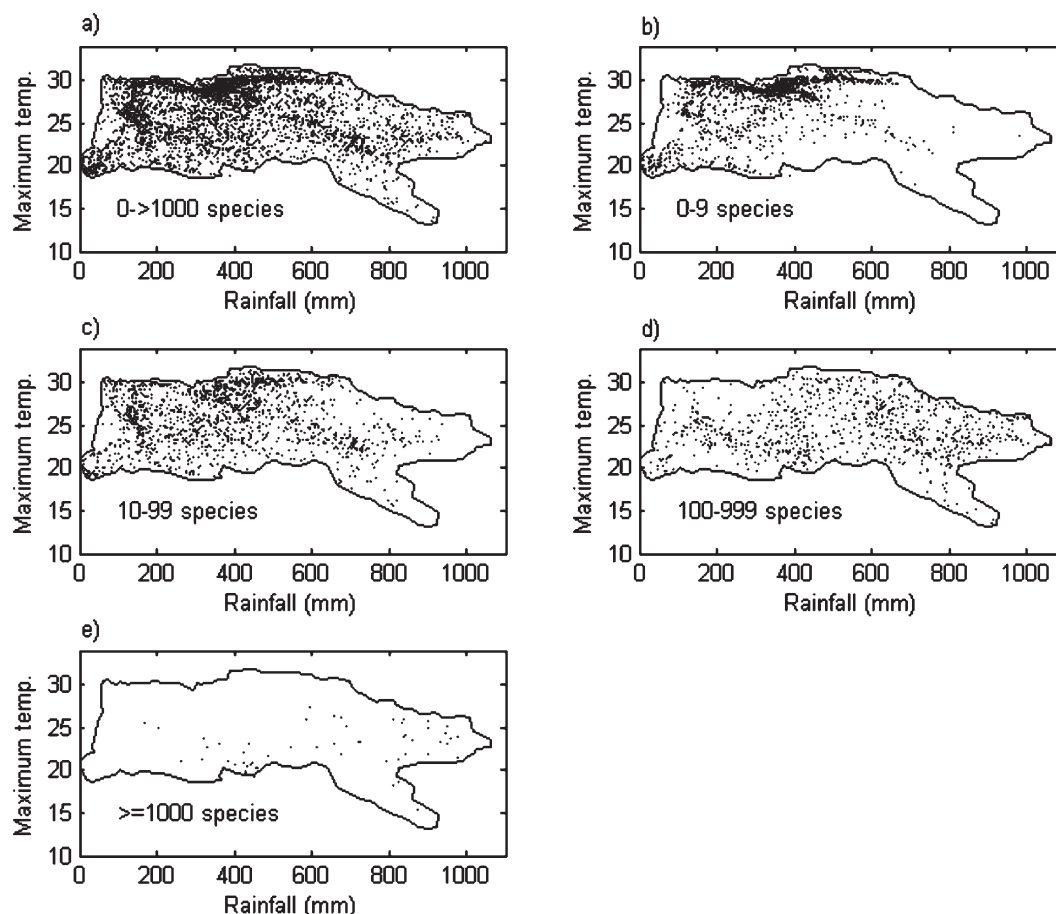 a)
Maximum temp.
30
25
20
15
10
0->1000 species
0 200 400 600 800 1000
Rainfall (mm)
b)
Maximum temp.
30
25
20
15
10
0-9 species
0 200 400 600 800 1000
Rainfall (mm)
c)
Maximum temp.
30
25
20
15
10
10-99 species
0 200 400 600 800 1000
Rainfall (mm)
d)
Maximum temp.
30
25
20
15
10
100-999 species
0 200 400 600 800 1000
Rainfall (mm)
e)
Maximum temp.
30
25
20
15
10
>=1000 species
0 200 400 600 800 1000
Rainfall (mm)